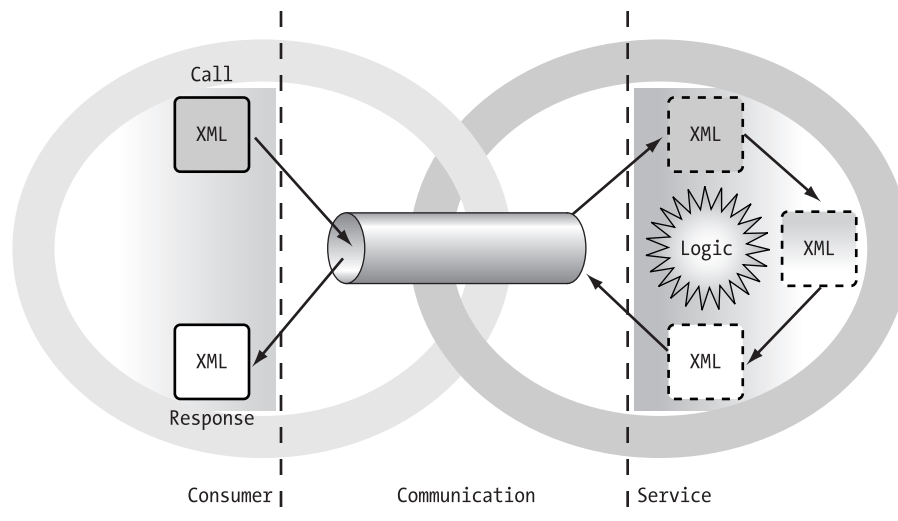 Call
XML
XML
Logic
XML
XML
XML
Response
Consumer
Communication
Service